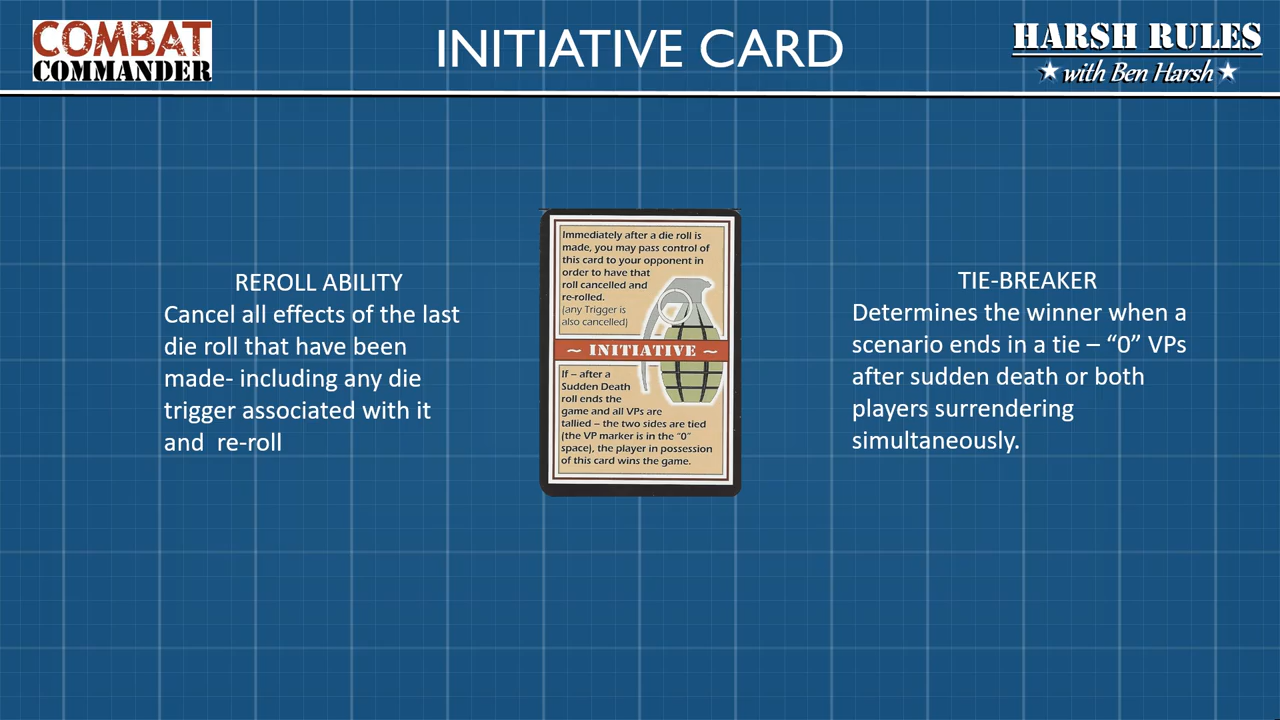 COMBAT
COMMANDER
INITIATIVE CARD
HARSH RULES
with Ben Harsh
REROLL ABILITY
Cancel all effects of the last
die roll that have been
made- including any die
trigger associated with it
and  re-roll
Immediately after a die roll is
made, you may pass control of
this card to your opponent in
order to have that
roll cancelled and
re-rolled.
(any Trigger is
also cancelled)
~ INITIATIVE ~
If – after a
Sudden Death
roll ends the
game and all VPs are
tallied – the two sides are tied
(the VP marker is in the "0"
space), the player in possession
of this card wins the game.
TIE-BREAKER
Determines the winner when a
scenario ends in a tie – “0” VPs
after sudden death or both
players surrendering
simultaneously.